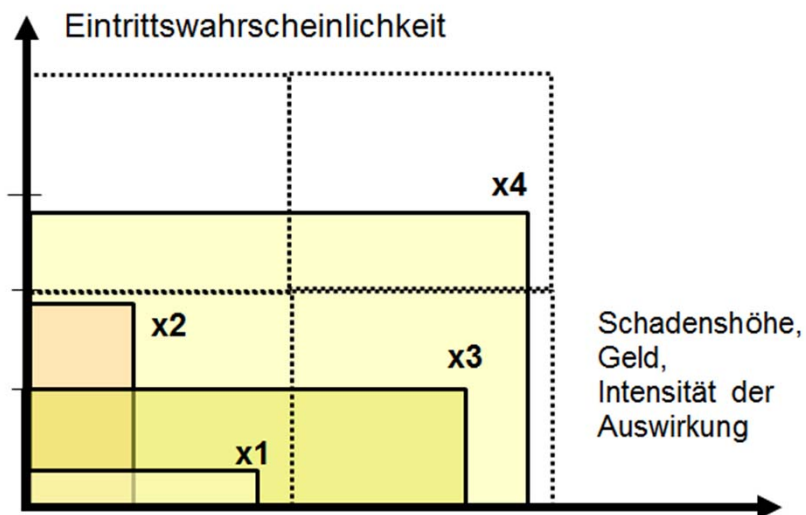 Eintrittswahrscheinlichkeit
x4
x2
x3
x1
Schadenshöhe,
Geld,
Intensität der
Auswirkung